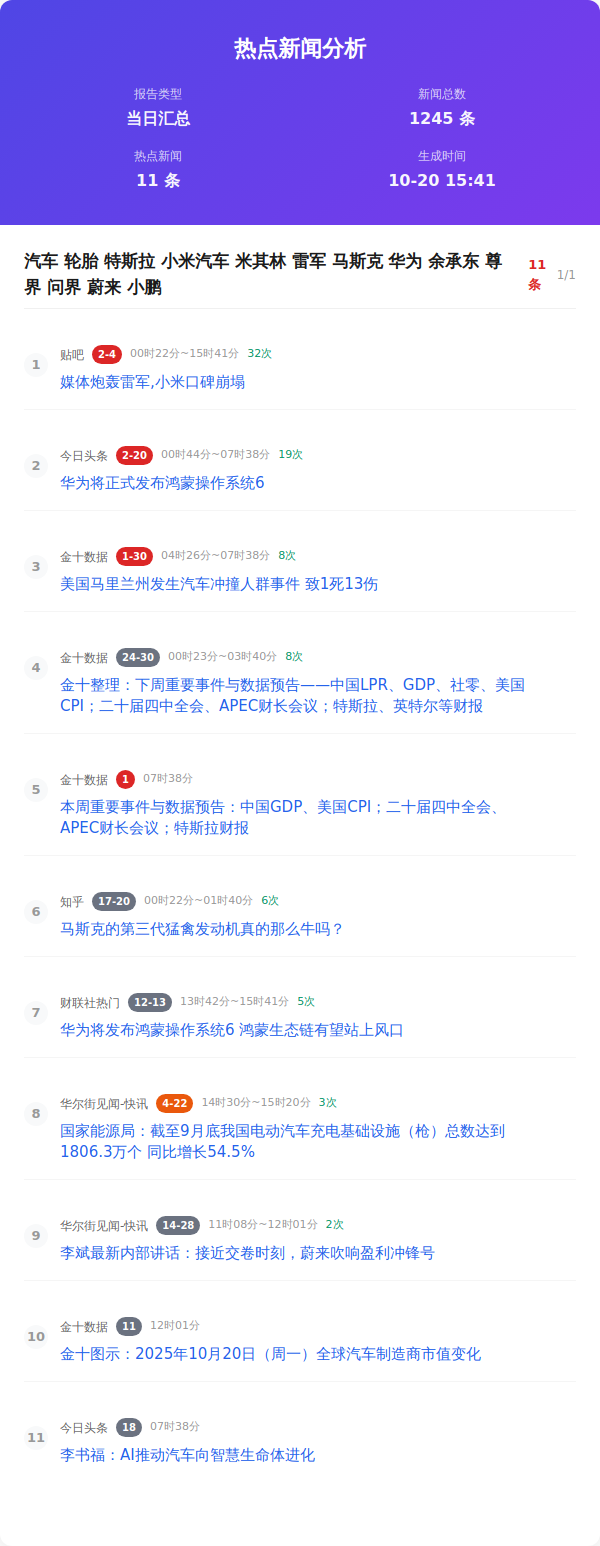 热点新闻分析
报告类型
新闻总数
当日汇总
1245 条
热点新闻
生成时间
11 条
10-20 15:41
汽车 轮胎 特斯拉 小米汽车 米其林 雷军 马斯克 华为 余承东 尊
界 问界 蔚来 小鹏
11
条
1/1
1
贴吧 2-4 00时22分~15时41分 32次
媒体炮轰雷军,小米口碑崩塌
2
今日头条 2-20 00时44分~07时38分 19次
华为将正式发布鸿蒙操作系统6
3
金十数据 1-30 04时26分~07时38分 8次
美国马里兰州发生汽车冲撞人群事件 致1死13伤
4
金十数据 24-30 00时23分~03时40分 8次
金十整理：下周重要事件与数据预告——中国LPR、GDP、社零、美国
CPI；二十届四中全会、APEC财长会议；特斯拉、英特尔等财报
5
金十数据 1 07时38分
本周重要事件与数据预告：中国GDP、美国CPI；二十届四中全会、
APEC财长会议；特斯拉财报
6
知乎 17-20 00时22分~01时40分 6次
马斯克的第三代猛禽发动机真的那么牛吗？
7
财联社热门 12-13 13时42分~15时41分 5次
华为将发布鸿蒙操作系统6 鸿蒙生态链有望站上风口
8
华尔街见闻-快讯 4-22 14时30分~15时20分 3次
国家能源局：截至9月底我国电动汽车充电基础设施（枪）总数达到
1806.3万个 同比增长54.5%
9
华尔街见闻-快讯 14-28 11时08分~12时01分 2次
李斌最新内部讲话：接近交卷时刻，蔚来吹响盈利冲锋号
10
金十数据 11 12时01分
金十图示：2025年10月20日（周一）全球汽车制造商市值变化
11
今日头条 18 07时38分
李书福：AI推动汽车向智慧生命体进化